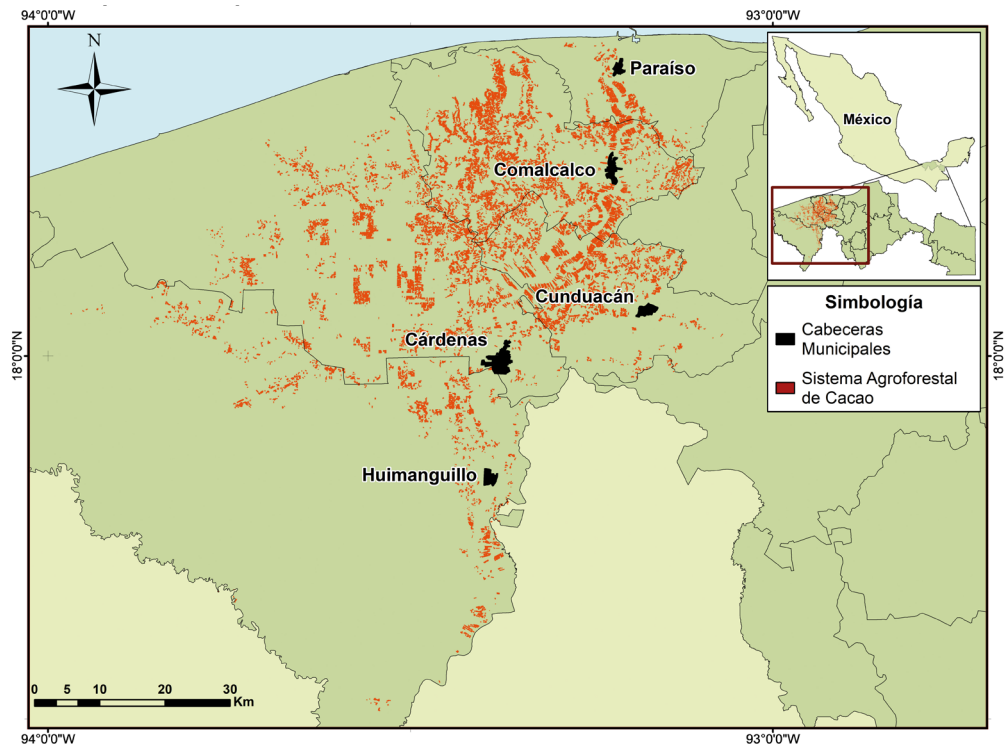 94°0'0"W
93°0'0"W
N
Paraíso
México
Comalcalco
Cunduacán
Simbología
Cárdenas
Cabeceras
Municipales
18°0'0"N
18°0'0"N
Sistema Agroforestal
de Cacao
Huimanguillo
0 5 10 20 30
Km
94°0'0"W
93°0'0"W